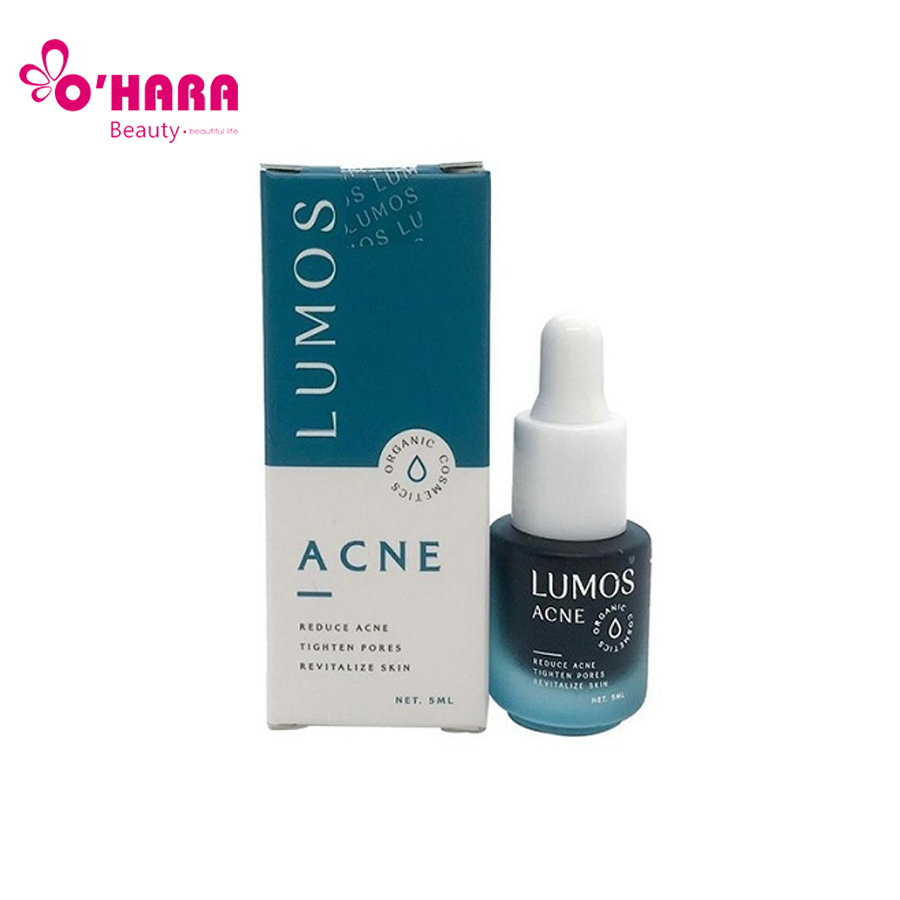 O'HARA
Beauty • beautiful life
LUMOS
LUMOS
ORGANIC COSMETICS
ACNE
REDUCE ACNE
TIGHTEN PORES
REVITALIZE SKIN
NET. 5ML
LUMOS
ACNE
ORGANIC COSMETICS
REDUCE ACNE
TIGHTEN PORES
REVITALIZE SKIN
NET. 5ML